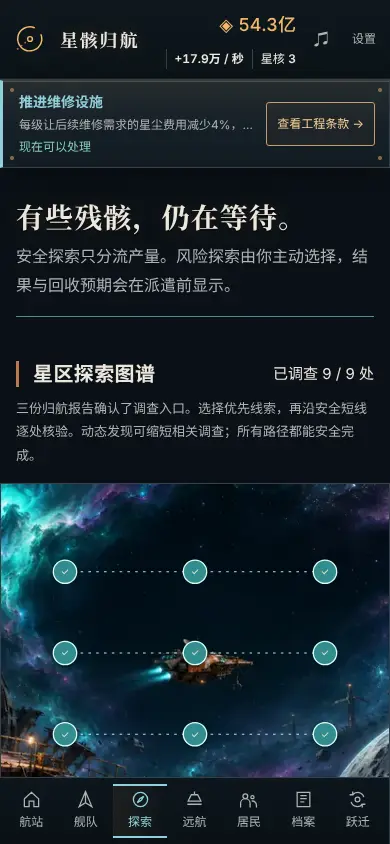 星骸归航
54.3亿
+17.9万 / 秒
星核 3
设置
推进维修设施
每级让后续维修需求的星尘费用减少4%，...
现在可以处理
查看工程条款 →
有些残骸，仍在等待。
安全探索只分流产量。风险探索由你主动选择，结
果与回收预期会在派遣前显示。
星区探索图谱
已调查 9 / 9 处
三份归航报告确认了调查入口。选择优先线索，再沿安全短线
逐处核验。动态发现可缩短相关调查；所有路径都能安全完
成。
航站
舰队
探索
远航
居民
档案
跃迁